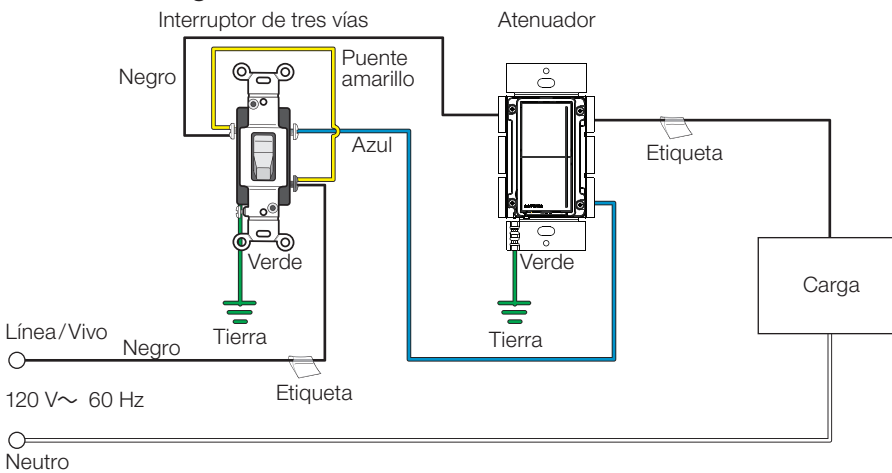 Interruptor de tres vías
Atenuador
Negro
Puente
amarillo
Azul
Etiqueta
Verde
Verde
Carga
Tierra
Tierra
Línea/Vivo
Negro
Etiqueta
120 V~ 60 Hz
Neutro